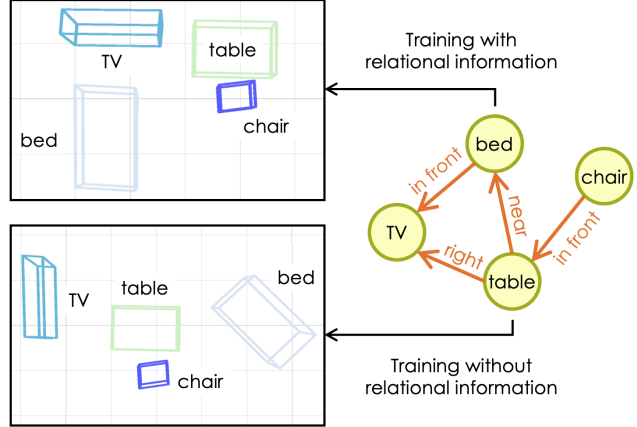 TV
table
chair
bed
Training with
relational information
bed
chair
in front
near
in front
TV
right
table
TV
table
bed
chair
Training without
relational information